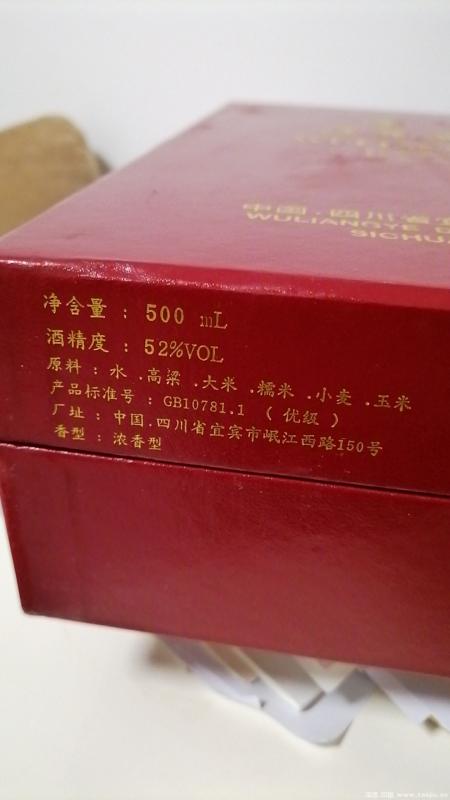 中国.四川省
WULIANGYE
SICHU
净含量：500 mL
酒精度：52%VOL
原料：水.高粱.大米.糯米.小麦.玉米
产品标准号：GB10781.1（优级）
厂址：中国.四川省宜宾市岷江西路150号
香型：浓香型